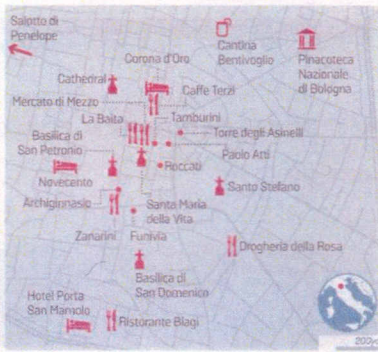 Salotto di
Penelope
Cantina
Bentivoglio
Pinacoteca
Nazionale
di Bologna
Corona d'Oro
Cathedral
Caffe Terzi
Mercato di Mezzo
Tamburini
La Baita
Torre degli Asinelli
Basilica di
San Petronio
Paolo Atti
Roccati
Novecento
Santo Stefano
Archiginnasio
Santa Maria
della Vita
Zanarini
Funivia
Drogheria della Rosa
Basilica di
San Domenico
Hotel Porta
San Mamolo
Ristorante Biagi